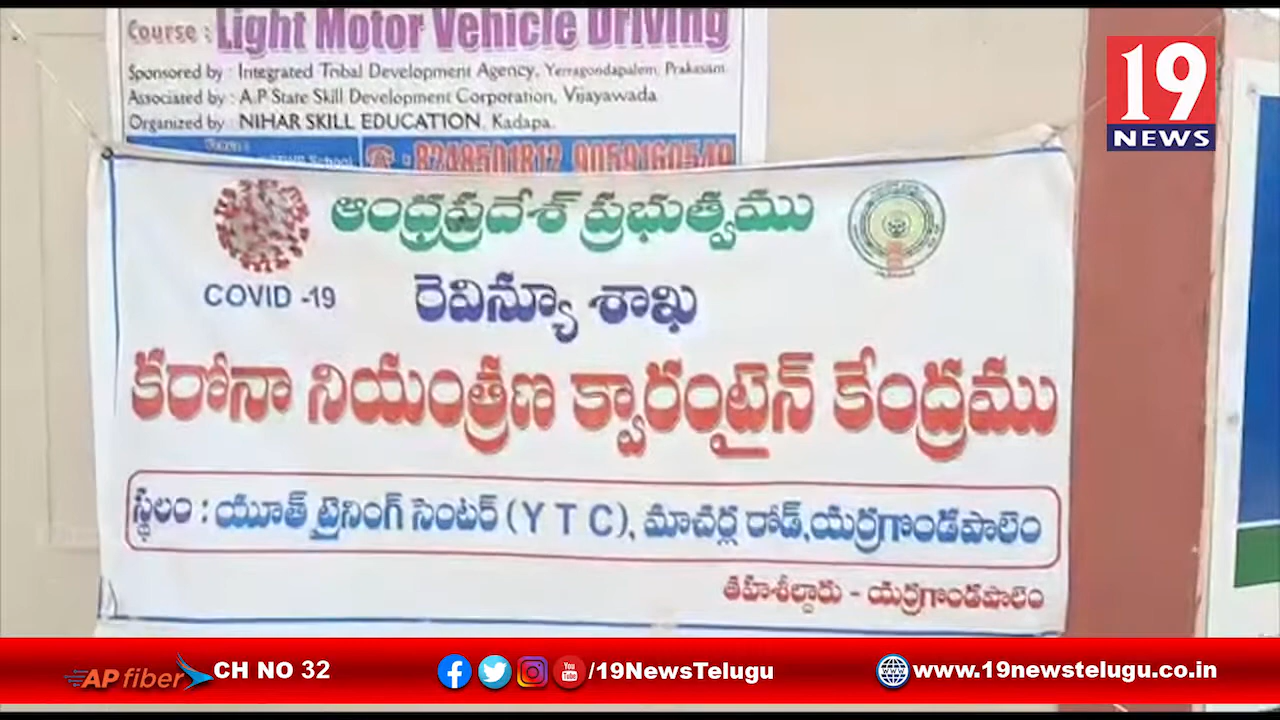 Course : Light Motor Vehicle Driving
Sponsored by : Integrated Tribal Development Agency, Yerragondapalem, Prakasam
Associated by : A.P State Skill Development Corporation, Vijayawada
Organized by : NIHAR SKILL EDUCATION, Kadapa.
19
NEWS
ఆంధ్రప్రదేశ్ ప్రభుత్వము
COVID -19
రెవిన్యూ శాఖ
కరోనా నియంత్రణ క్వారంటైన్ కేంద్రము
స్థలం : యూత్ ట్రైనింగ్ సెంటర్ (Y T C), మాచర్ల రోడ్,యర్రగొండపాలెం
తహశీల్దారు - యర్రగొండపాలెం
AP fiber CH NO 32 /19NewsTelugu www.19newstelugu.co.in